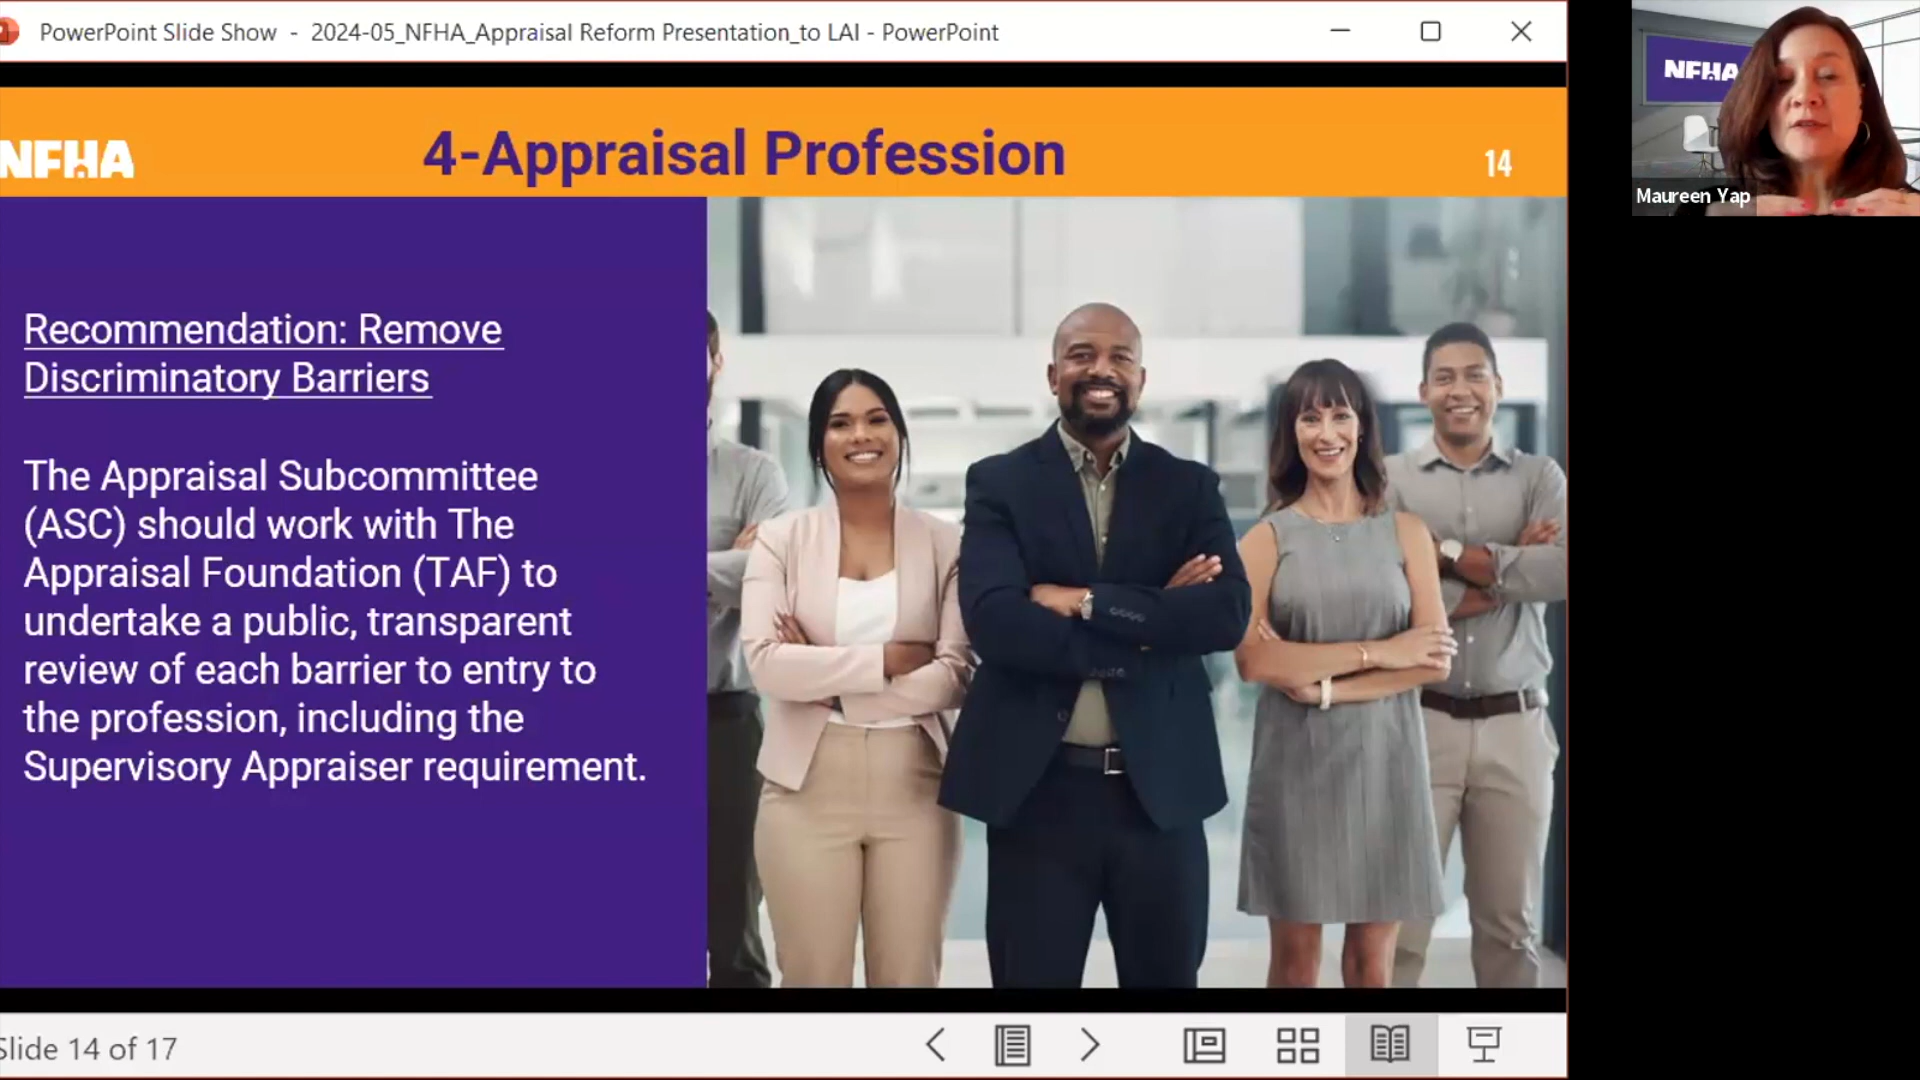 PowerPoint Slide Show - 2024-05_NFHA_Appraisal Reform Presentation_to LAI - PowerPoint
NFHA
Maureen Yap
NFHA
4-Appraisal Profession
14
Recommendation: Remove
Discriminatory Barriers
The Appraisal Subcommittee
(ASC) should work with The
Appraisal Foundation (TAF) to
undertake a public, transparent
review of each barrier to entry to
the profession, including the
Supervisory Appraiser requirement.
Slide 14 of 17